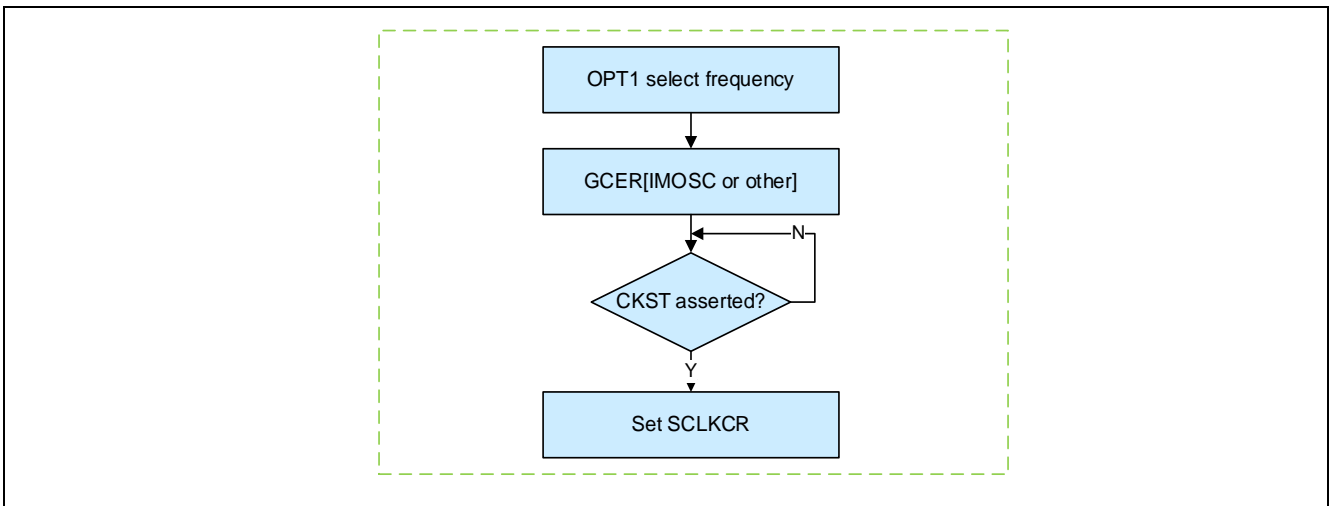 OPT1 select frequency
GCER[IMOSC or other]
N
CKST asserted?
Y
Set SCLKCR